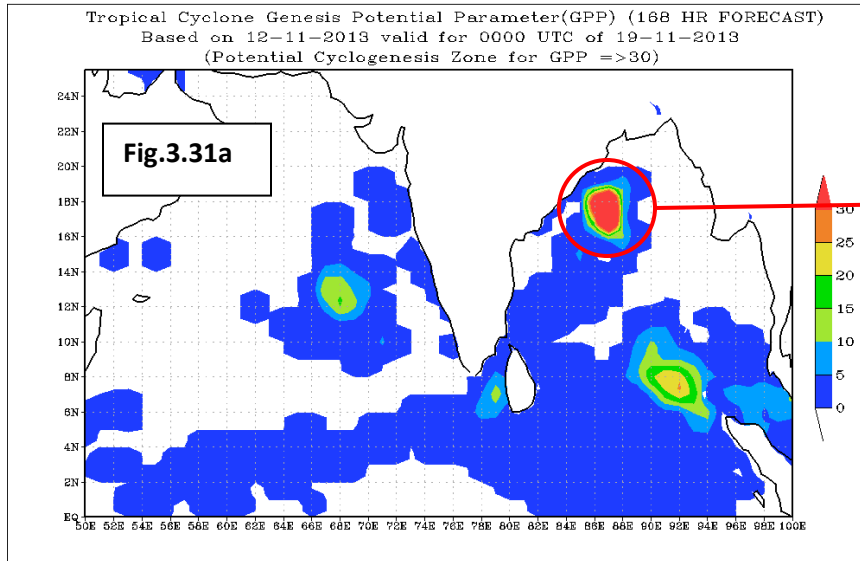 Tropical Cyclone Genesis Potential Parameter(GPP) (168 HR FORECAST)
Based on 12-11-2013 valid for 0000 UTC of 19-11-2013
(Potential Cyclogenesis Zone for GPP =>30)
Fig.3.31a
24N
22N
20N
18N
16N
14N
12N
10N
8N
6N
4N
2N
EQ
50E 52E 54E 56E 58E 60E 62E 64E 66E 68E 70E 72E 74E 76E 78E 80E 82E 84E 86E 88E 90E 92E 94E 96E 98E 100E
30
25
20
15
10
5
0